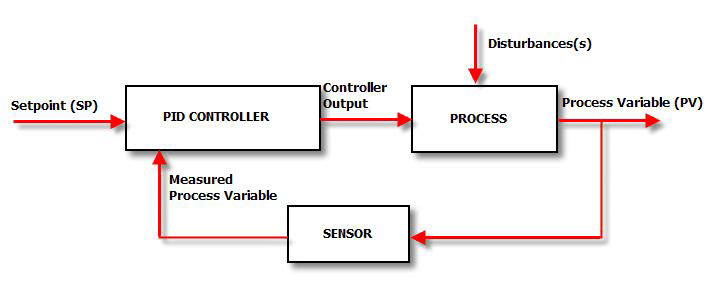 Disturbances(s)
Setpoint (SP)
PID CONTROLLER
Controller
Output
PROCESS
Process Variable (PV)
Measured
Process Variable
SENSOR